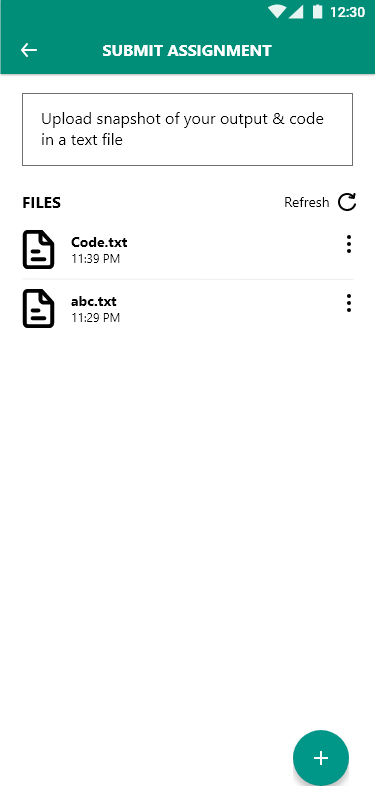 12:30
SUBMIT ASSIGNMENT
Upload snapshot of your output & code
in a text file
FILES
Refresh
Code.txt
11:39 PM
abc.txt
11:29 PM